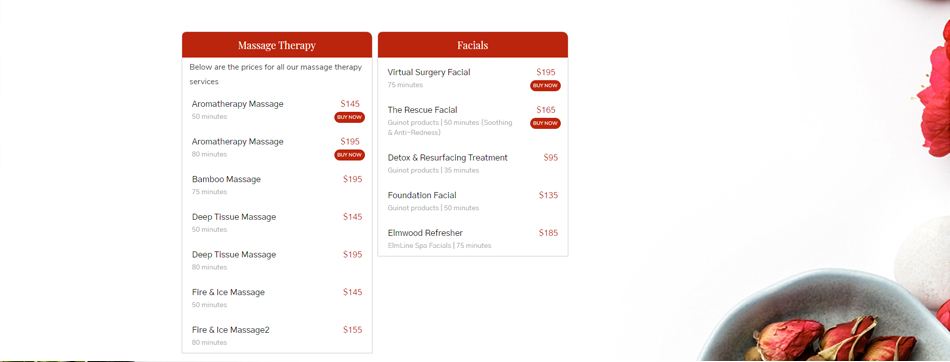 Massage Therapy
Below are the prices for all our massage therapy
services
Aromatherapy Massage $145
50 minutes BUY NOW
Aromatherapy Massage $195
80 minutes BUY NOW
Bamboo Massage $195
75 minutes
Deep Tissue Massage $145
50 minutes
Deep Tissue Massage $195
80 minutes
Fire & Ice Massage $145
50 minutes
Fire & Ice Massage2 $155
80 minutes
Facials
Virtual Surgery Facial $195
75 minutes BUY NOW
The Rescue Facial $165
Guinot products | 50 minutes (Soothing BUY NOW
& Anti-Redness)
Detox & Resurfacing Treatment $95
Guinot products | 35 minutes
Foundation Facial $135
Guinot products | 50 minutes
Elmwood Refresher $185
ElmLine Spa Facials | 75 minutes